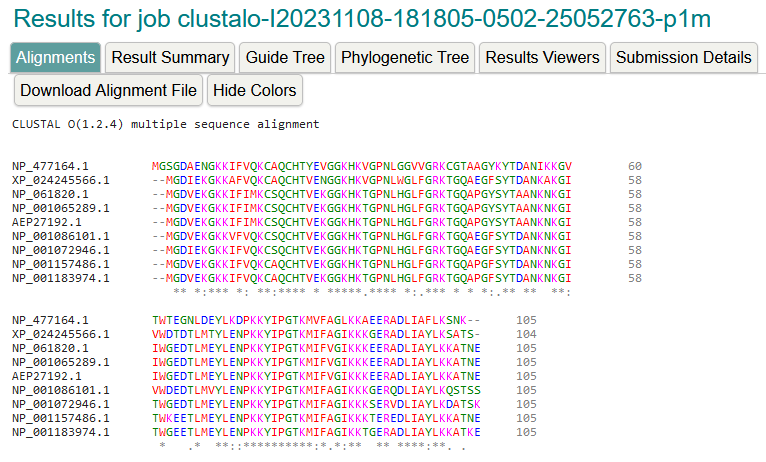 Results for job clustalo-I20231108-181805-0502-25052763-p1m
Alignments Result Summary Guide Tree Phylogenetic Tree Results Viewers Submission Details
Download Alignment File Hide Colors
CLUSTAL O(1.2.4) multiple sequence alignment
NP_477164.1 MGSGDAENGKKIFVQKCAQCHTYEVGGKHKVGPNLGGVVGRKCGTAAGYKYTDANIKKGV 60
XP_024245566.1 --MGDIEKGKKAFVQKCAQCHTVENGGKHKVGPNLWGLFGRKTGQAEGFSYTDANKAKGI 58
NP_061820.1 --MGDVEKGKKIFIMKCSQCHTVEKGGKHKTGPNLHGLFGRKTGQAPGYSYTAANKNKGI 58
NP_001065289.1 --MGDVEKGKKIFIMKCSQCHTVEKGGKHKTGPNLHGLFGRKTGQAPGYSYTAANKNKGI 58
AEP27192.1 --MGDVEKGKKIFIMKCSQCHTVEKGGKHKTGPNLHGLFGRKTGQAPGYSYTAANKNKGI 58
NP_001086101.1 --MGDVEKGKKVFVQKCAQCHTVEKGGKHKTGPNLHGLFGRKTGQAEGFSYTDANKNKGI 58
NP_001072946.1 --MGDIEKGKKIFVQKCSQCHTVEKGGKHKTGPNLHGLFGRKTGQAEGFSYTDANKNKGI 58
NP_001157486.1 --MGDVEKGKKIFVQKCAQCHTVEKGGKHKTGPNLHGLFGRKTGQAPGFSYTDANKNKGI 58
NP_001183974.1 --MGDVEKGKKIFVQKCAQCHTVEKGGKHKTGPNLHGLFGRKTGQAPGFSYTDANKNKGI 58
** *:*** *: **:**** * *****.**** *:.*** * * *:.** ** **:
NP_477164.1 TWTEGNLDEYLKDPKKYIPGTKMVFAGLKKAEERADLIAFLKSNK-- 105
XP_024245566.1 VWDTDTLMTYLENPKKYIPGTKMIFAGIKKKGERADLIAYLKSATS- 104
NP_061820.1 IWGEDTLMEYLENPKKYIPGTKMIFVGIKKKEERADLIAYLKKATNE 105
NP_001065289.1 IWGEDTLMEYLENPKKYIPGTKMIFVGIKKKEERADLIAYLKKATNE 105
AEP27192.1 IWGEDTLMEYLENPKKYIPGTKMIFVGIKKKEERADLIAYLKKATNE 105
NP_001086101.1 VWDEDTLMVYLENPKKYIPGTKMIFAGIKKKGERQDLIAYLKQSTSS 105
NP_001072946.1 TWGEDTLMEYLENPKKYIPGTKMIFAGIKKKSERVDLIAYLKDATSK 105
NP_001157486.1 TWKEETLMEYLENPKKYIPGTKMIFAGIKKKTEREDLIAYLKKATNE 105
NP_001183974.1 TWGEETLMEYLENPKKYIPGTKMIFAGIKKKTGERADLIAYLKKATKE 105
* .* **::**********:*.*:** ** ****:**. .